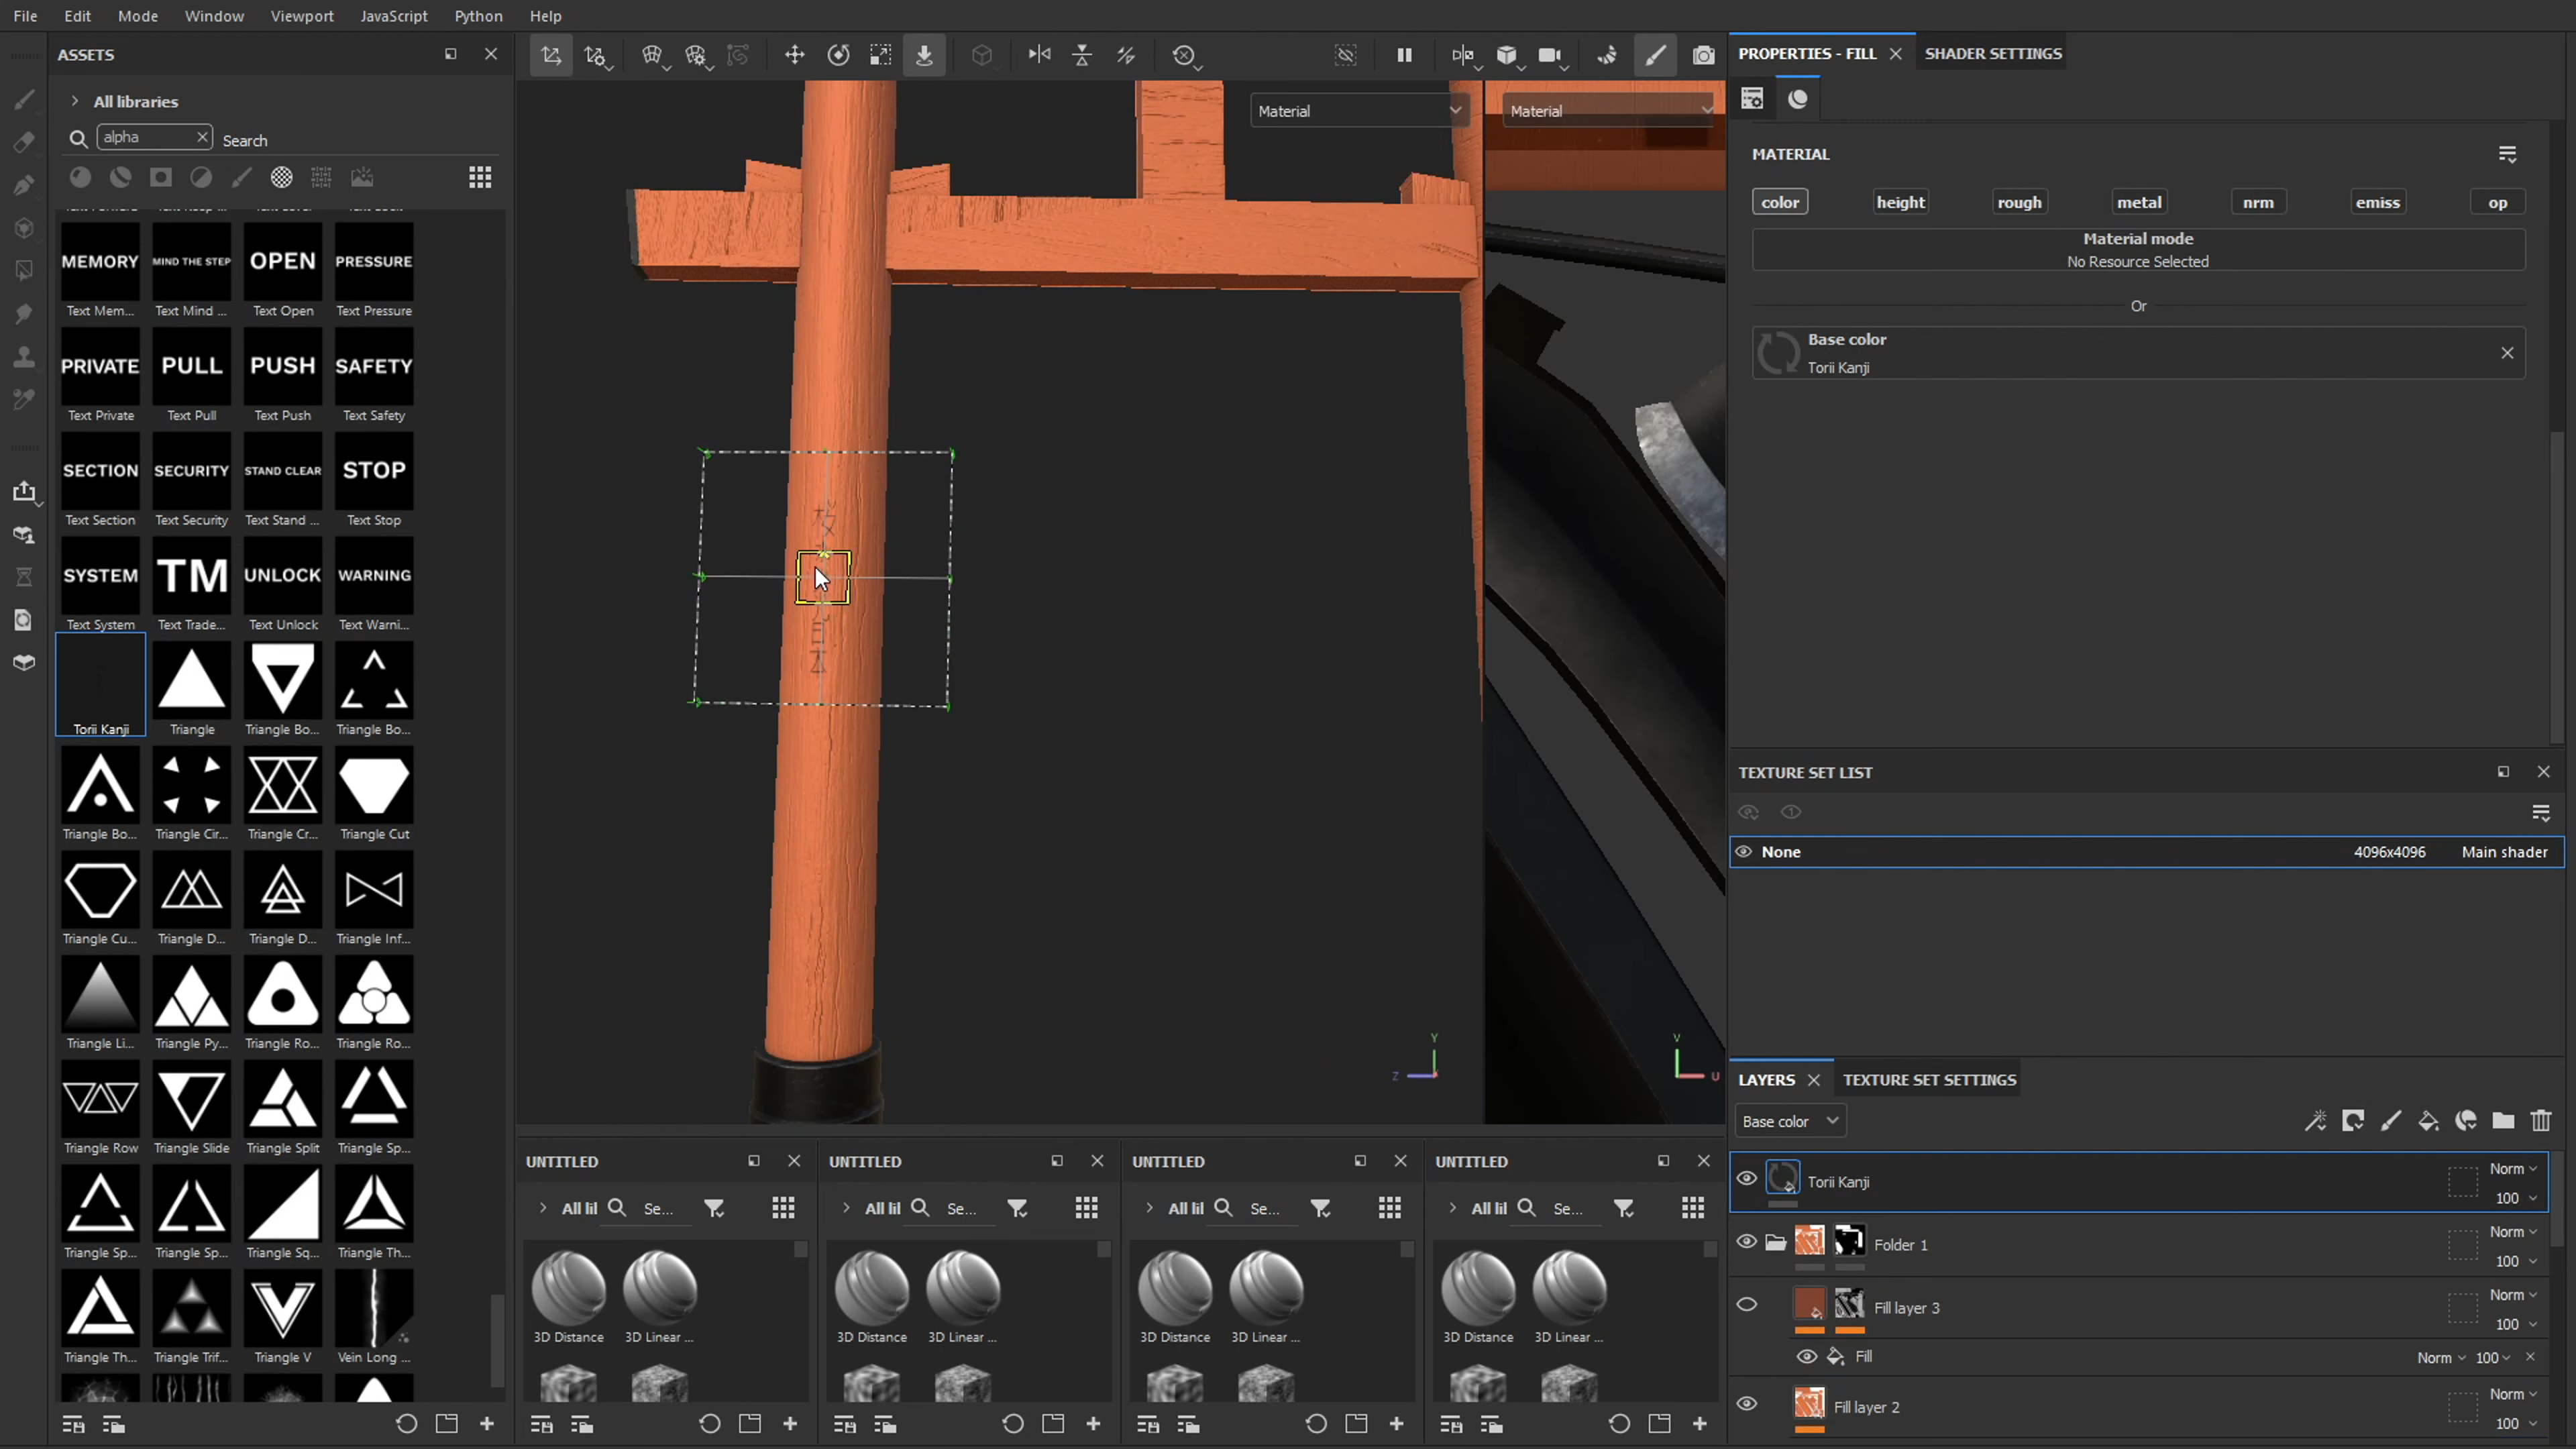 File Edit Mode Window Viewport JavaScript Python Help
ASSETS
All libraries
alpha Search
MEMORY MIND THE STEP OPEN PRESSURE
Text Mem... Text Mind ... Text Open Text Pressure
PRIVATE PULL PUSH SAFETY
Text Private Text Pull Text Push Text Safety
SECTION SECURITY STAND CLEAR STOP
Text Section Text Security Text Stand ... Text Stop
SYSTEM TM UNLOCK WARNING
Text System Text Trade... Text Unlock Text Warni...
Torii Kanji Triangle Triangle Bo... Triangle Bo...
Triangle Bo... Triangle Cir... Triangle Cr... Triangle Cut
Triangle Cu... Triangle D... Triangle D... Triangle Inf...
Triangle Li... Triangle Py... Triangle Ro... Triangle Ro...
Triangle Row Triangle Slide Triangle Split Triangle Sp...
Triangle Sp... Triangle Sp... Triangle Sq... Triangle Th...
Triangle Th... Triangle Trif... Triangle V Vein Long ...
Material Material
Y
Z
V
U
UNTITLED UNTITLED UNTITLED UNTITLED
All lil Se... All lil Se... All lil Se... All lil Se...
3D Distance 3D Linear ... 3D Distance 3D Linear ... 3D Distance 3D Linear ... 3D Distance 3D Linear ...
PROPERTIES - FILL SHADER SETTINGS
MATERIAL
color height rough metal nrm emiss op
Material mode
No Resource Selected
Or
Base color
Torii Kanji
TEXTURE SET LIST
None 4096x4096 Main shader
LAYERS TEXTURE SET SETTINGS
Base color
Torii Kanji Norm 100
Folder 1 Norm 100
Fill layer 3 Norm 100
Fill Norm 100
Fill layer 2 Norm 100